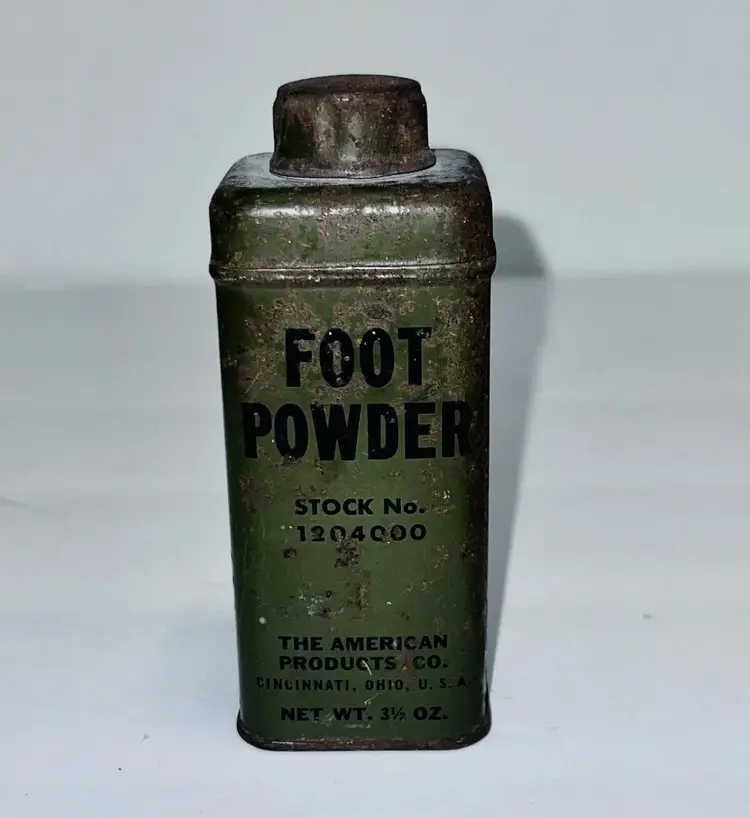 FOOT
POWDER
STOCK No.
1204000
THE AMERICAN
PRODUCTS CO.
CINCINNATI, OHIO, U. S. A.
NET WT. 3½ OZ.